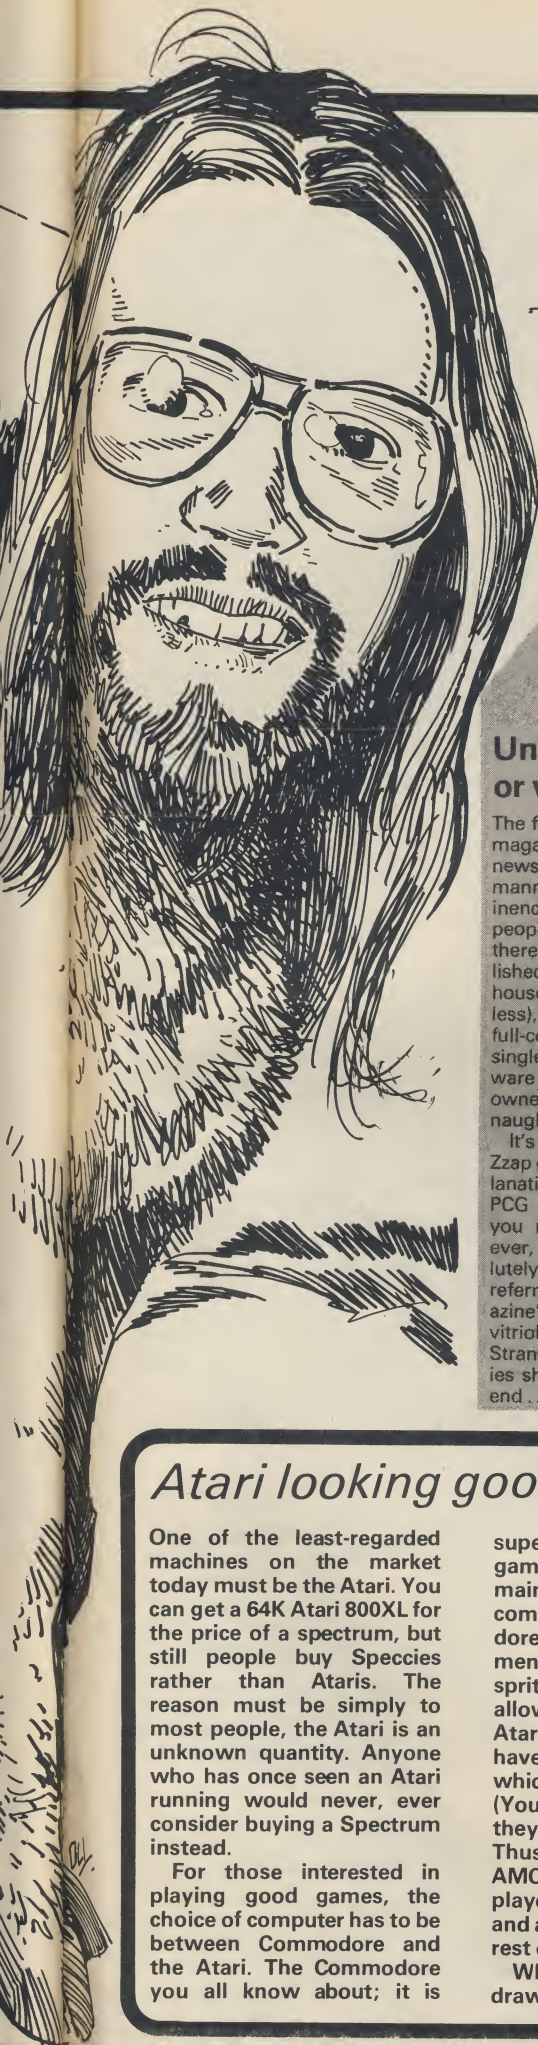 Un
or
The f
maga
news
mann
inenc
peop
there
lished
house
less),
full-c
single
ware
owne
naugl
It's
Zzap
lanati
PCG
you
ever,
lutely
referr
azine'
vitriol
Stran
ies sh
end..
Atari looking goo
One of the least-regarded
machines on the market
today must be the Atari. You
can get a 64K Atari 800XL for
the price of a spectrum, but
still people buy Speccies
rather than Ataris. The
reason must be simply to
most people, the Atari is an
unknown quantity. Anyone
who has once seen an Atari
running would never, ever
consider buying a Spectrum
instead.
For those interested in
playing good games, the
choice of computer has to be
between Commodore and
the Atari. The Commodore
you all know about; it is
supe
gam
main
com
dore
men
sprit
allov
Atar
have
whic
(You
they
Thus
AMC
playe
and a
rest
Wl
draw